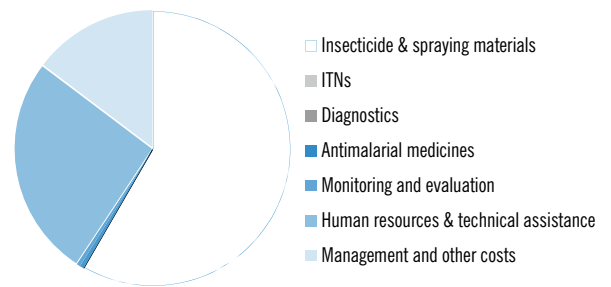 Insecticide & spraying materials
ITNs
Diagnostics
Antimalarial medicines
Monitoring and evaluation
Human resources & technical assistance
Management and other costs